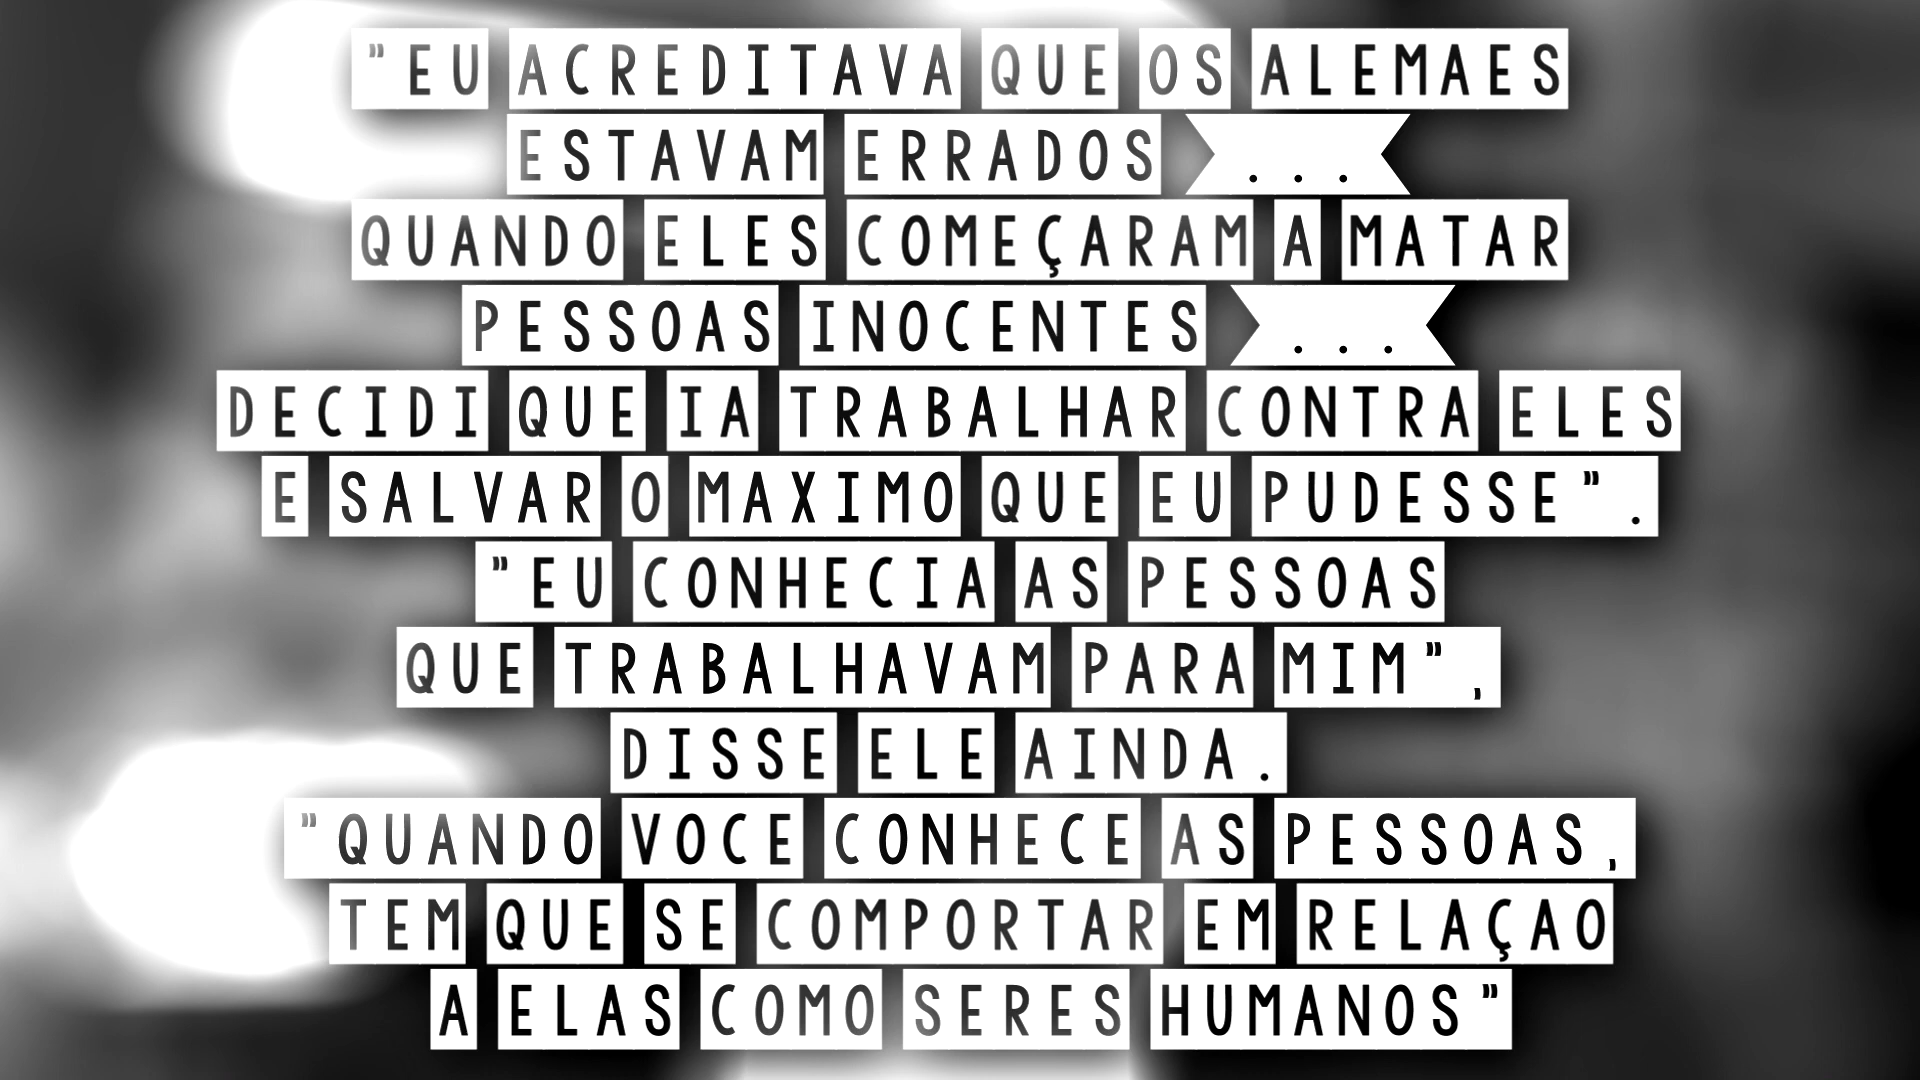 "EU ACREDITAVA QUE OS ALEMAES
ESTAVAM ERRADOS ...
QUANDO ELES COMEÇARAM A MATAR
PESSOAS INOCENTES ...
DECIDI QUE IA TRABALHAR CONTRA ELES
E SALVAR O MAXIMO QUE EU PUDESSE".
"EU CONHECIA AS PESSOAS
QUE TRABALHAVAM PARA MIM",
DISSE ELE AINDA.
"QUANDO VOCE CONHECE AS PESSOAS,
TEM QUE SE COMPORTAR EM RELAÇAO
A ELAS COMO SERES HUMANOS"